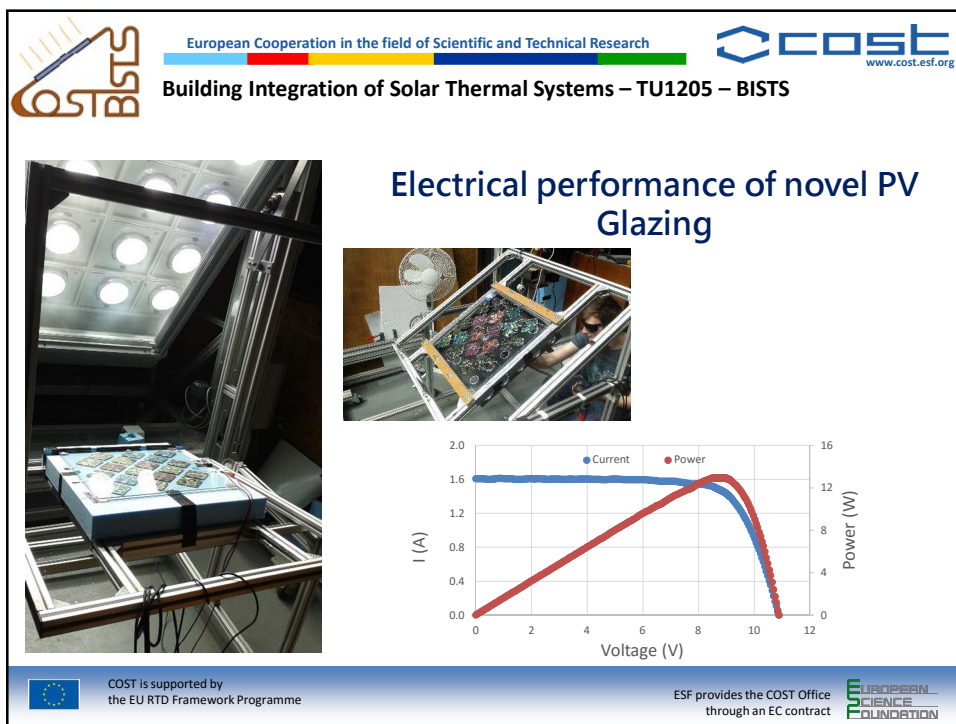 COST BISTS
European Cooperation in the field of Scientific and Technical Research
cost
www.cost.esf.org
Building Integration of Solar Thermal Systems – TU1205 – BISTS
Electrical performance of novel PV
Glazing
2.0
1.6
1.2
0.8
0.4
0.0
I (A)
Current
Power
16
12
8
4
0
Power (W)
0 2 4 6 8 10 12
Voltage (V)
COST is supported by
the EU RTD Framework Programme
ESF provides the COST Office
through an EC contract
EUROPEAN
SCIENCE
FOUNDATION